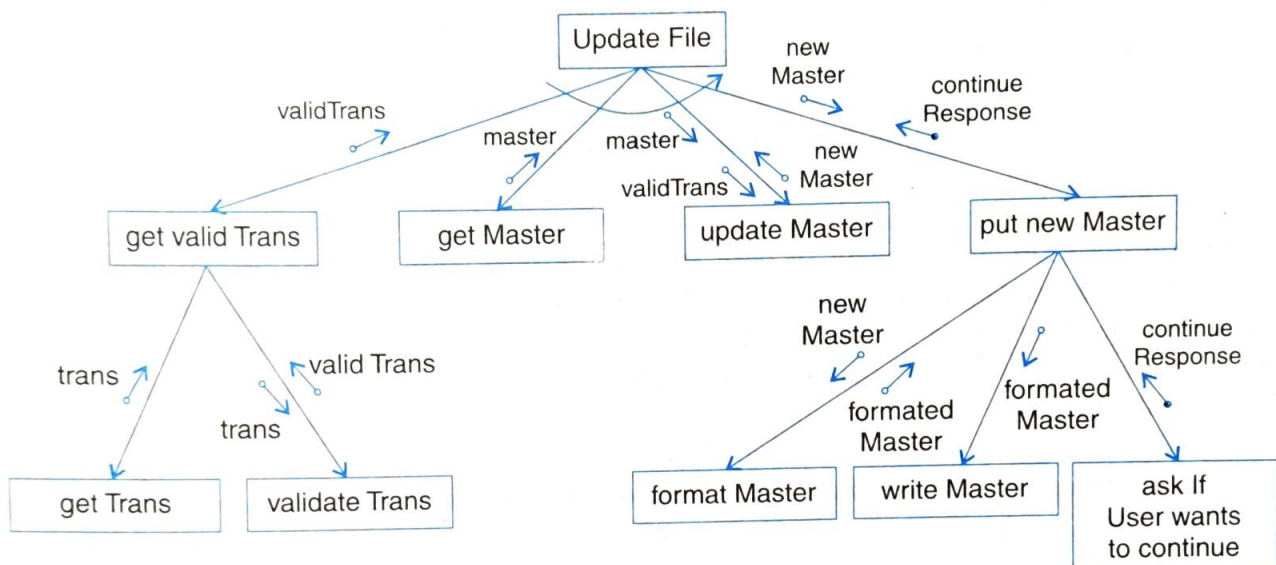 Update File
new
Master
continue
Response
validTrans
master
master
validTrans
new
Master
get valid Trans
get Master
update Master
put new Master
new
Master
continue
Response
trans
valid Trans
trans
formated
Master
formated
Master
get Trans
validate Trans
format Master
write Master
ask If
User wants
to continue